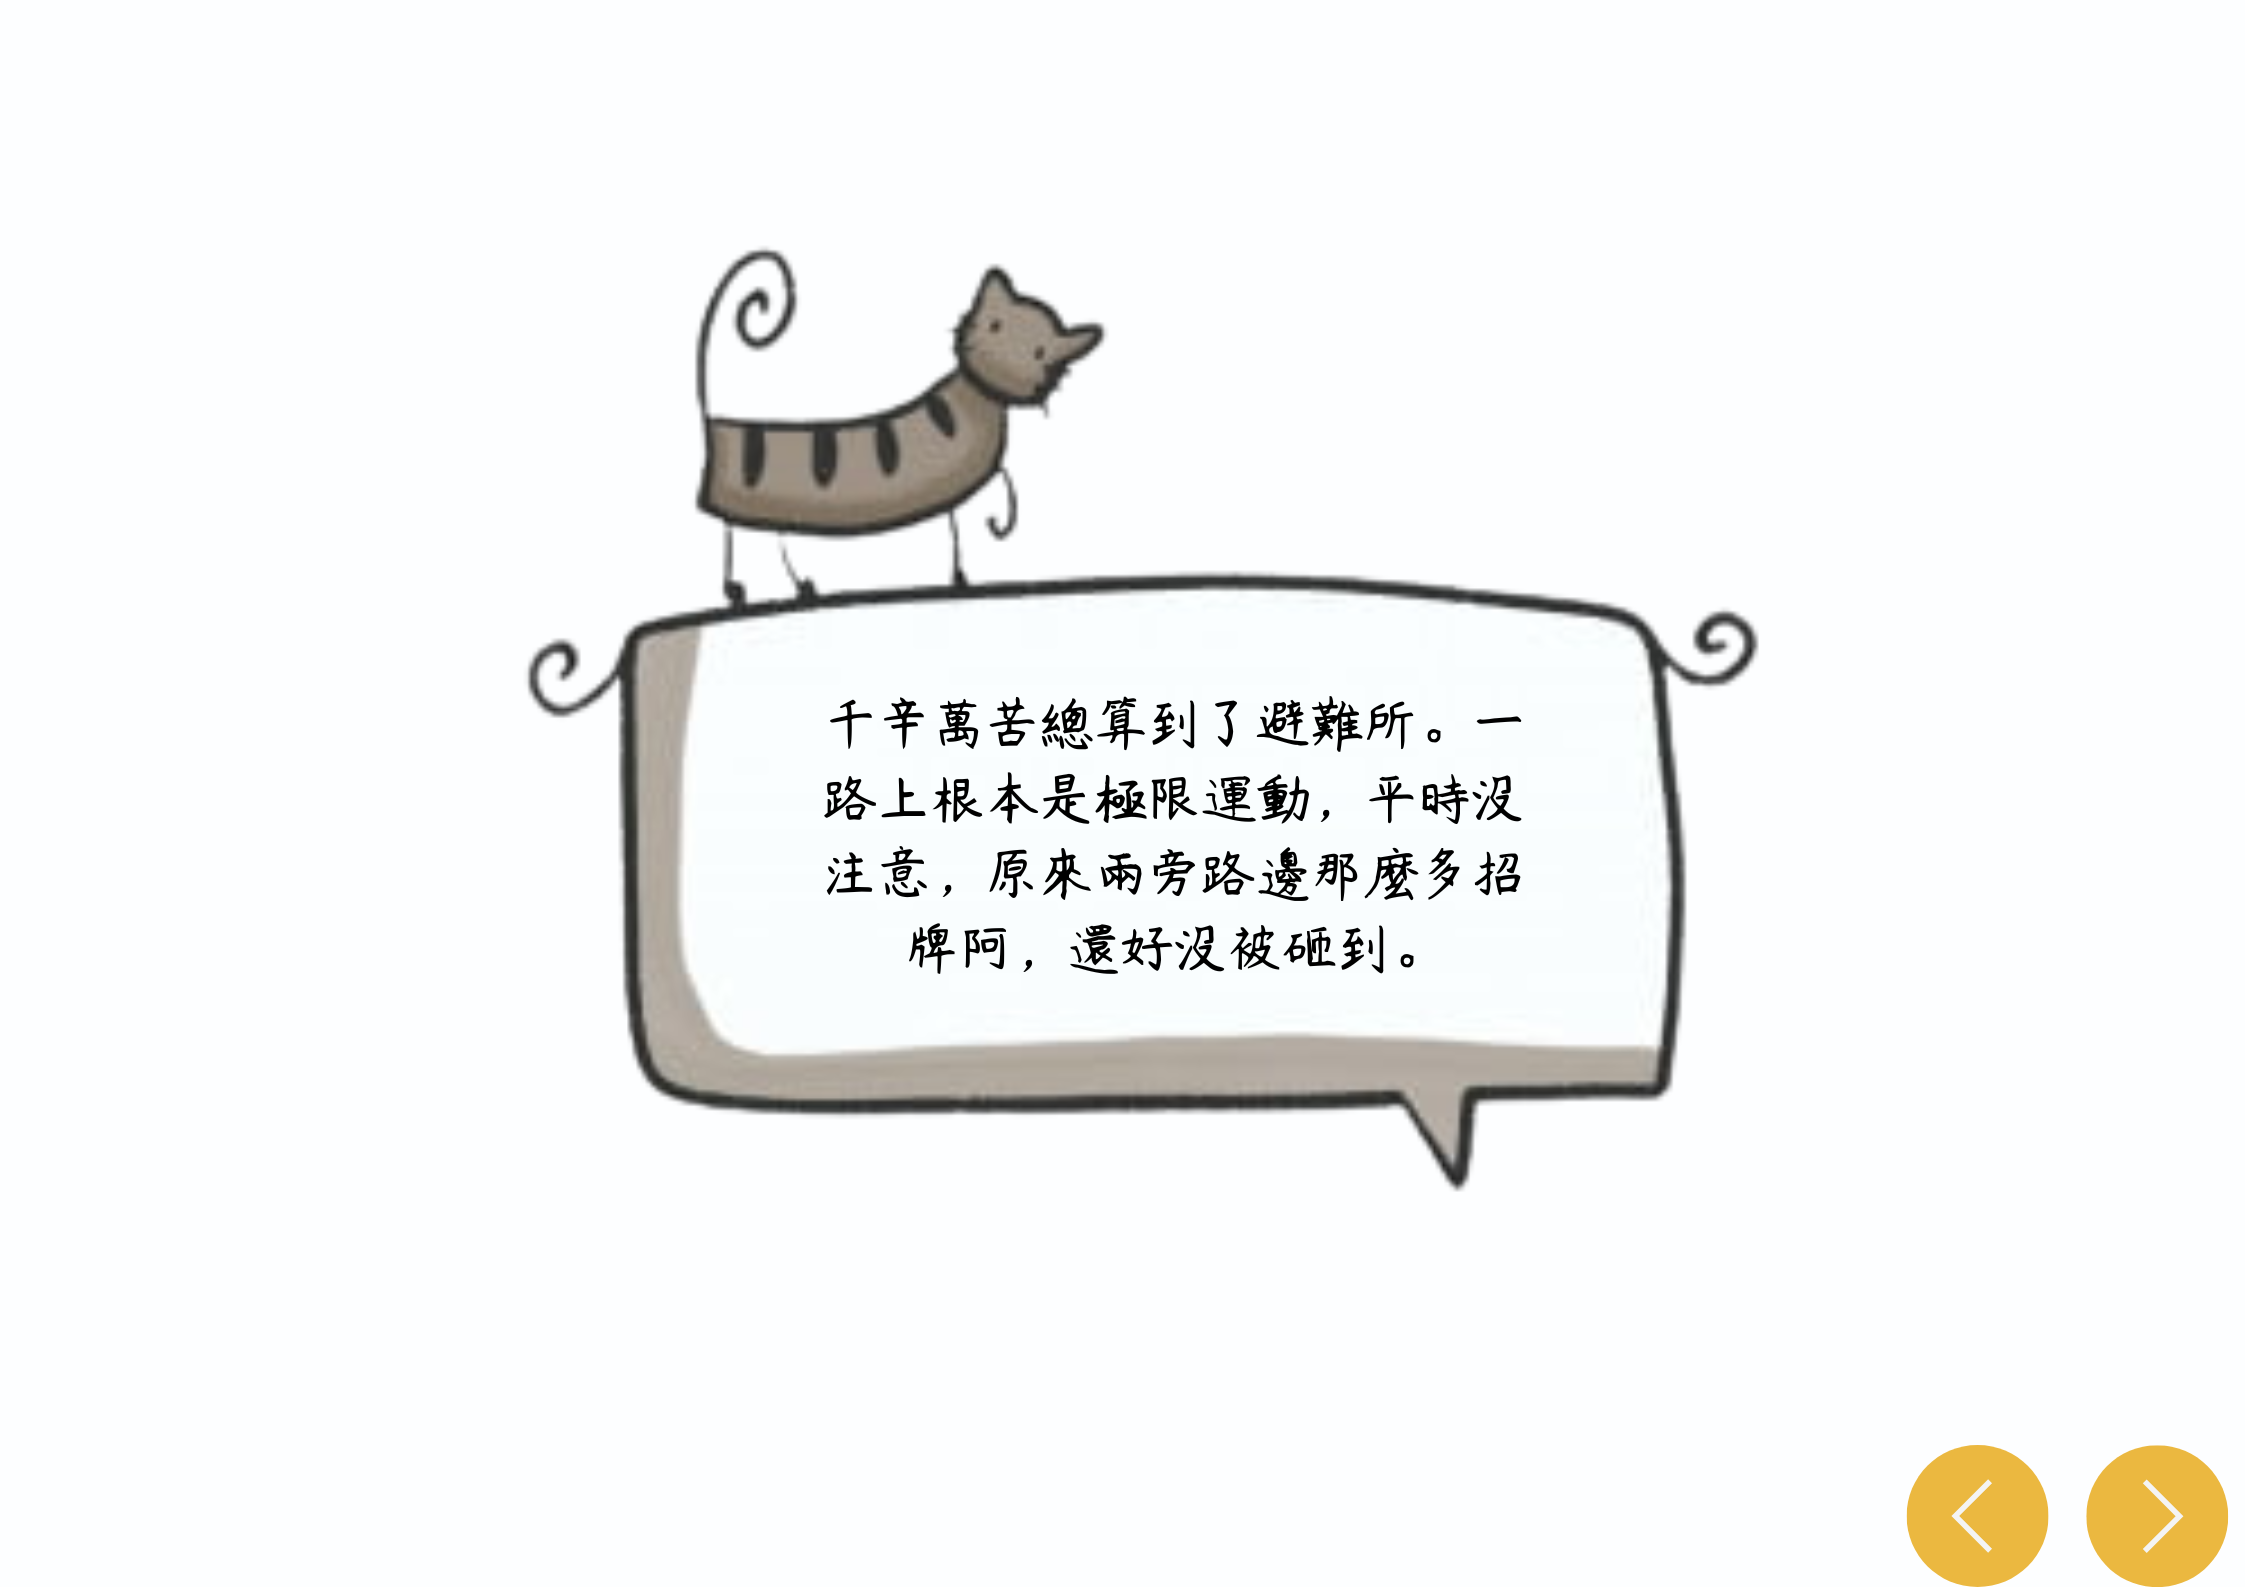 千辛萬苦總算到了避難所。一
路上根本是極限運動，平時沒
注意，原來兩旁路邊那麼多招
牌阿，還好沒被砸到。